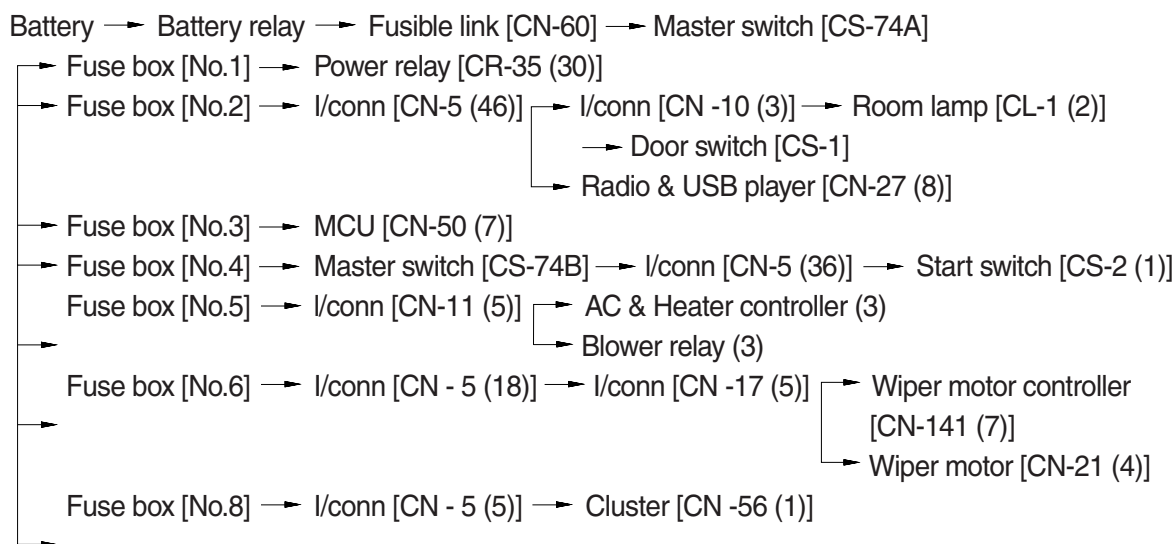 Battery → Battery relay → Fusible link [CN-60] → Master switch [CS-74A]
→ Fuse box [No.1] → Power relay [CR-35 (30)]
→ Fuse box [No.2] → I/conn [CN-5 (46)] → I/conn [CN -10 (3)] → Room lamp [CL-1 (2)]
→ Door switch [CS-1]
→ Radio & USB player [CN-27 (8)]
→ Fuse box [No.3] → MCU [CN-50 (7)]
→ Fuse box [No.4] → Master switch [CS-74B] → I/conn [CN-5 (36)] → Start switch [CS-2 (1)]
Fuse box [No.5] → I/conn [CN-11 (5)] → AC & Heater controller (3)
→ Blower relay (3)
Fuse box [No.6] → I/conn [CN - 5 (18)] → I/conn [CN -17 (5)] → Wiper motor controller
[CN-141 (7)]
→ Wiper motor [CN-21 (4)]
Fuse box [No.8] → I/conn [CN - 5 (5)] → Cluster [CN -56 (1)]